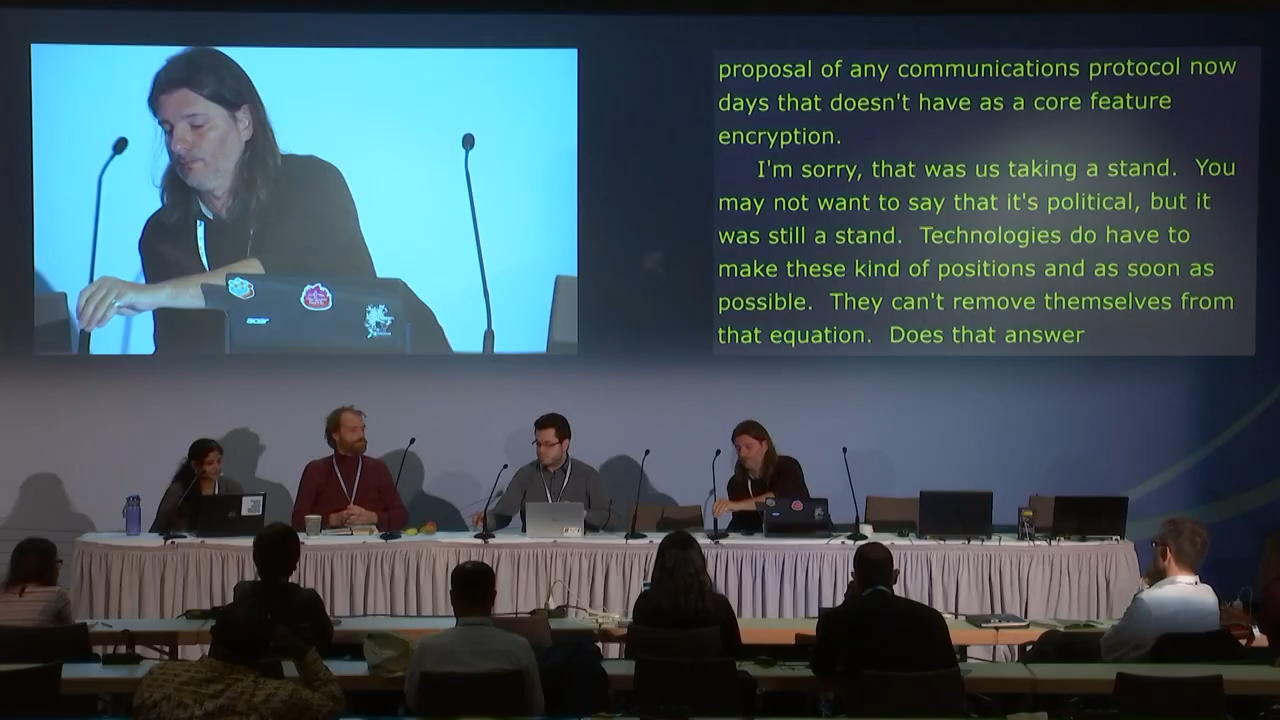 proposal of any communications protocol now
days that doesn't have as a core feature
encryption.
I'm sorry, that was us taking a stand. You
may not want to say that it's political, but it
was still a stand. Technologies do have to
make these kind of positions and as soon as
possible. They can't remove themselves from
that equation. Does that answer
acer